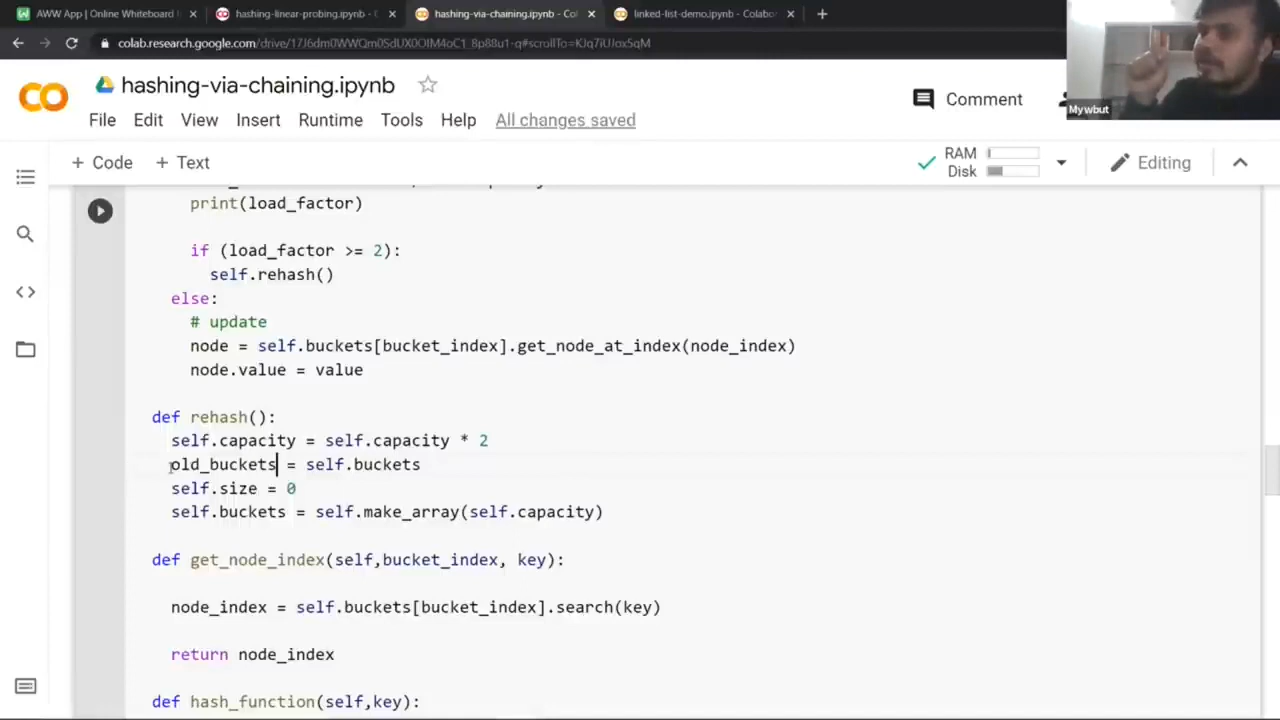 AWW App | Online Whiteboard
hashing-linear-probing.ipynb - C
hashing-via-chaining.ipynb - Col
linked-list-demo.ipynb - Colabo
hashing-via-chaining.ipynb
Mywbut
File Edit View Insert Runtime Tools Help All changes saved
Comment
+ Code + Text
RAM
Disk
Editing
print(load_factor)
if (load_factor >= 2):
self.rehash()
else:
# update
node = self.buckets[bucket_index].get_node_at_index(node_index)
node.value = value
def rehash():
self.capacity = self.capacity * 2
old_buckets = self.buckets
self.size = 0
self.buckets = self.make_array(self.capacity)
def get_node_index(self,bucket_index, key):
node_index = self.buckets[bucket_index].search(key)
return node_index
def hash_function(self,key):